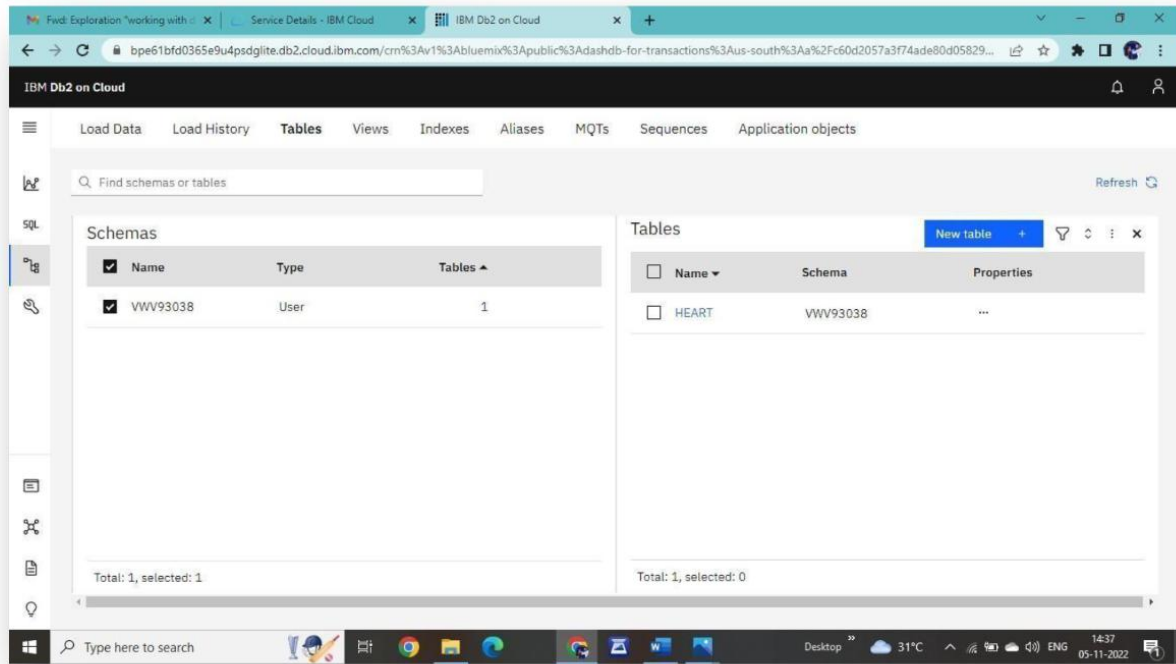 Fwd: Exploration "working with d
Service Details - IBM Cloud
IBM Db2 on Cloud
bpe61bfd0365e9u4psdglite.db2.cloud.ibm.com/crn%3Av1%3Abluemix%3Apublic%3Adashdb-for-transactions%3Aus-south%3Aa%2Fc60d2057a3f74ade80d05829...
IBM Db2 on Cloud
Load Data Load History Tables Views Indexes Aliases MQTs Sequences Application objects
Find schemas or tables
Refresh
SQL
Schemas
Name Type Tables
VWV93038 User 1
Total: 1, selected: 1
Tables
New table +
Name Schema Properties
HEART VWV93038 ...
Total: 1, selected: 0
Type here to search
Desktop
31°C
ENG
14:37
05-11-2022